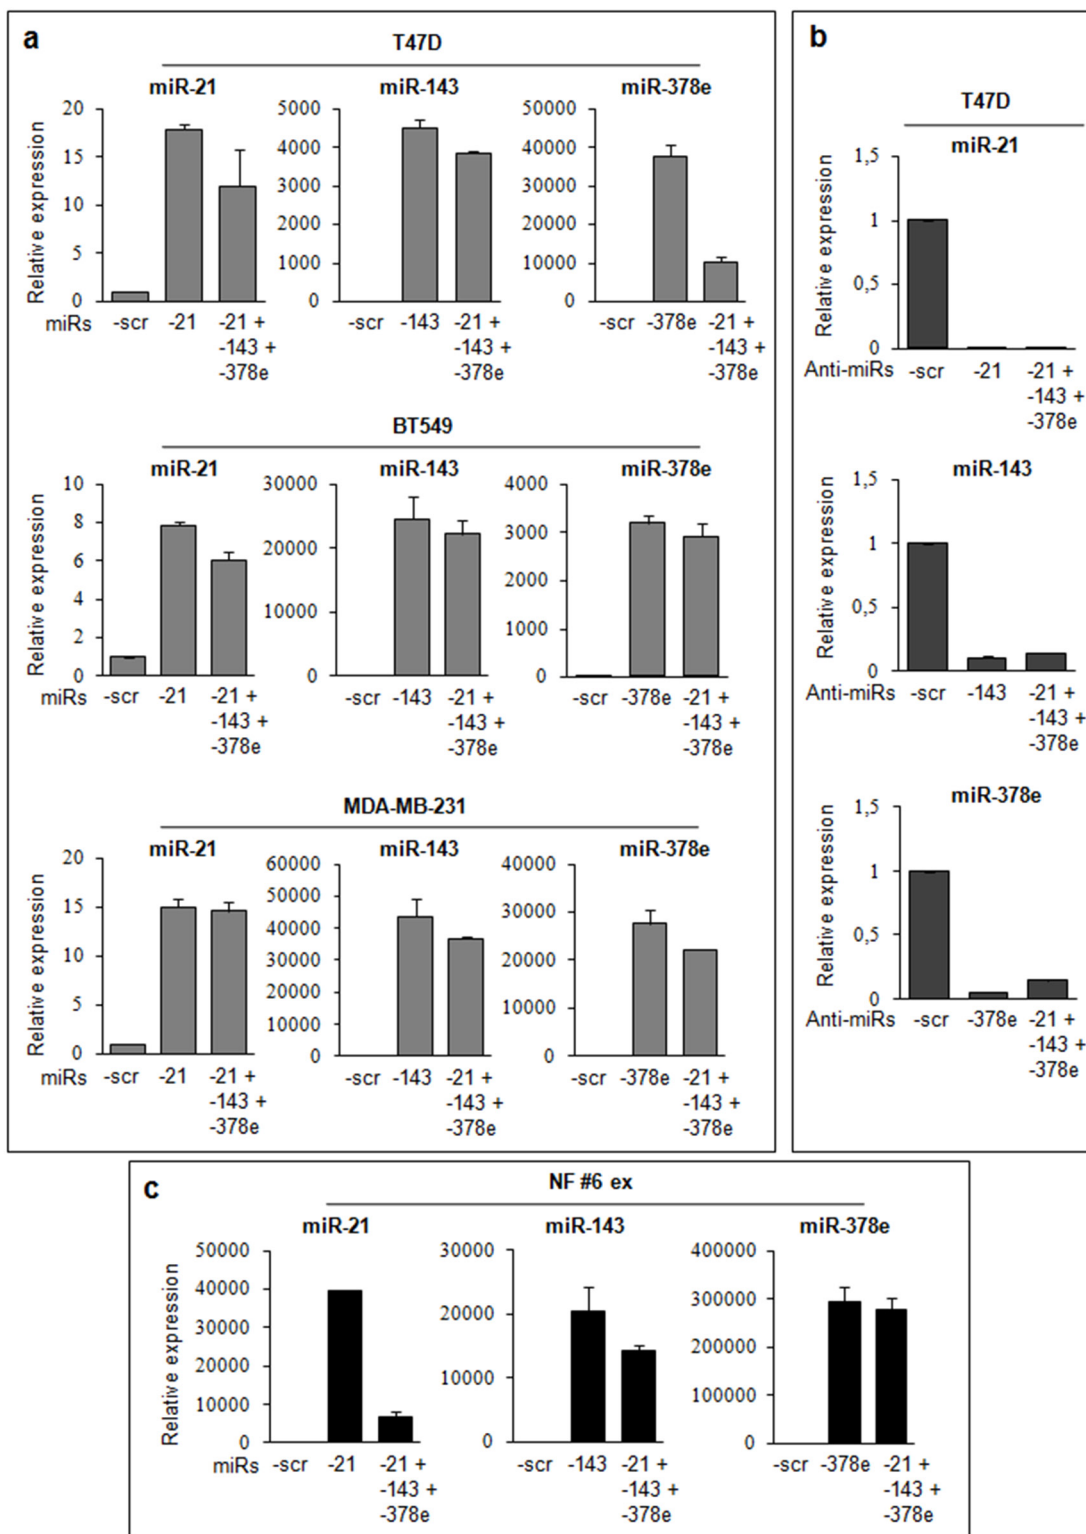 a
T47D
miR-21 miR-143 miR-378e
Relative expression
20
15
10
5
0
5000
4000
3000
2000
1000
0
50000
40000
30000
20000
10000
0
miRs -scr -21 -21 + -scr -143 -21 + -scr -378e -21 +
-143 + -143 + -143 +
-378e -378e -378e
BT549
miR-21 miR-143 miR-378e
Relative expression
10
8
6
4
2
0
30000
20000
10000
0
4000
3000
2000
1000
0
miRs -scr -21 -21 + -scr -143 -21 + -scr -378e -21 +
-143 + -143 + -143 +
-378e -378e -378e
MDA-MB-231
miR-21 miR-143 miR-378e
Relative expression
20
15
10
5
0
60000
50000
40000
30000
20000
10000
0
40000
30000
20000
10000
0
miRs -scr -21 -21 + -scr -143 -21 + -scr -378e -21 +
-143 + -143 + -143 +
-378e -378e -378e
b
T47D
miR-21
Relative expression
1,5
1
0,5
0
Anti-miRs -scr -21 -21 +
-143 +
-378e
miR-143
Relative expression
1,5
1
0,5
0
Anti-miRs -scr -143 -21 +
-143 +
-378e
miR-378e
Relative expression
1,5
1
0,5
0
Anti-miRs -scr -378e -21 +
-143 +
-378e
c
NF #6 ex
miR-21 miR-143 miR-378e
Relative expression
50000
40000
30000
20000
10000
0
30000
20000
10000
0
400000
300000
200000
100000
0
miRs -scr -21 -21 + -scr -143 -21 + -scr -378e -21 +
-143 + -143 + -143 +
-378e -378e -378e